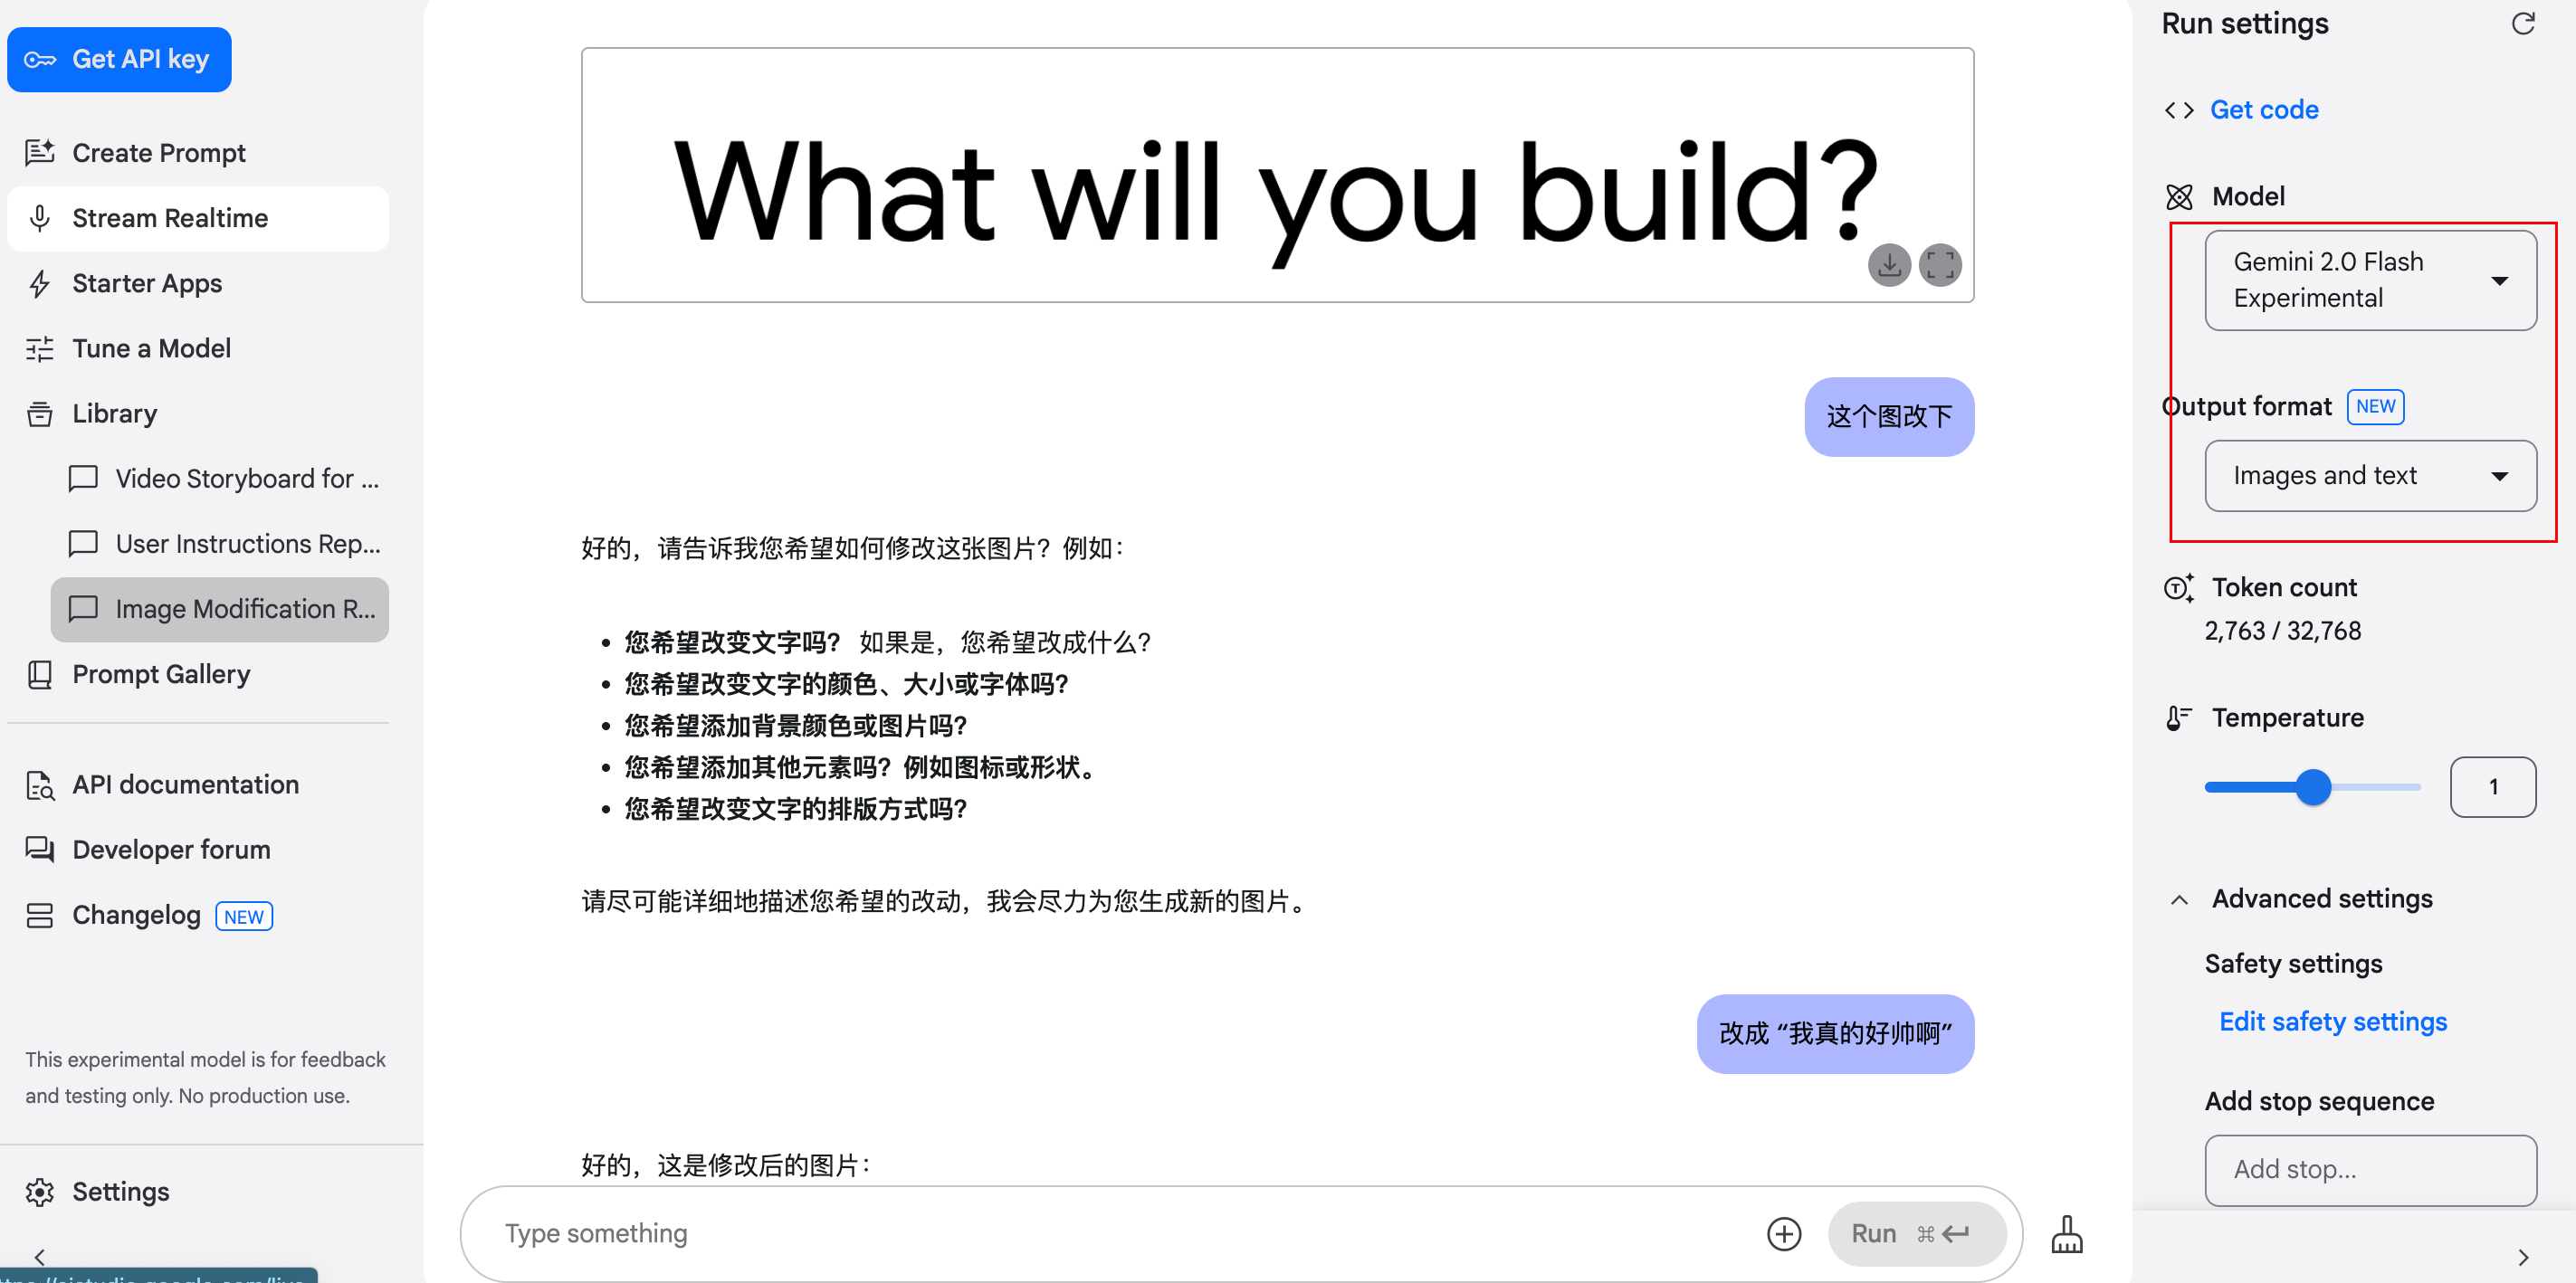 Get API key
Create Prompt
Stream Realtime
Starter Apps
Tune a Model
Library
Video Storyboard for ...
User Instructions Rep...
Image Modification R...
Prompt Gallery
API documentation
Developer forum
Changelog NEW
This experimental model is for feedback
and testing only. No production use.
Settings
What will you build?
这个图改下
好的，请告诉我您希望如何修改这张图片？例如：
• 您希望改变文字吗？ 如果是，您希望改成什么？
• 您希望改变文字的颜色、大小或字体吗？
• 您希望添加背景颜色或图片吗？
• 您希望添加其他元素吗？例如图标或形状。
• 您希望改变文字的排版方式吗？
请尽可能详细地描述您希望的改动，我会尽力为您生成新的图片。
改成 “我真的好帅啊”
好的，这是修改后的图片：
Type something
Run ⌘ ↵
Run settings
Get code
Model
Gemini 2.0 Flash
Experimental
Output format NEW
Images and text
Token count
2,763 / 32,768
Temperature
1
Advanced settings
Safety settings
Edit safety settings
Add stop sequence
Add stop...